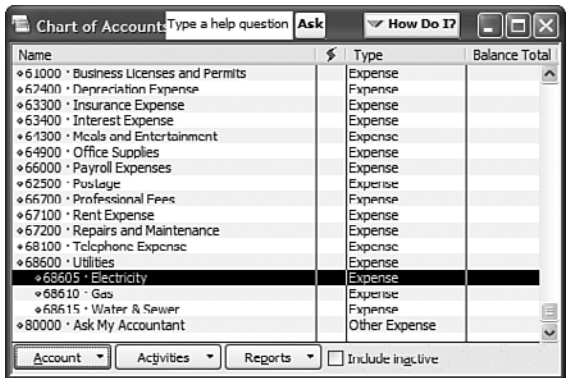 Chart of Accounts Type a help question Ask How Do I?
Name Type Balance Total
61000 · Business Licenses and Permits Expense
62400 · Depreciation Expense Expense
63300 · Insurance Expense Expense
63400 · Interest Expense Expense
64300 · Meals and Entertainment Expense
64900 · Office Supplies Expense
66000 · Payroll Expenses Expense
62500 · Postage Expense
66700 · Professional Fees Expense
67100 · Rent Expense Expense
67200 · Repairs and Maintenance Expense
68100 · Telephone Expense Expense
68600 · Utilities Expense
68605 · Electricity Expense
68610 · Gas Expense
68615 · Water & Sewer Expense
80000 · Ask My Accountant Other Expense
Account Activities Reports Include inactive